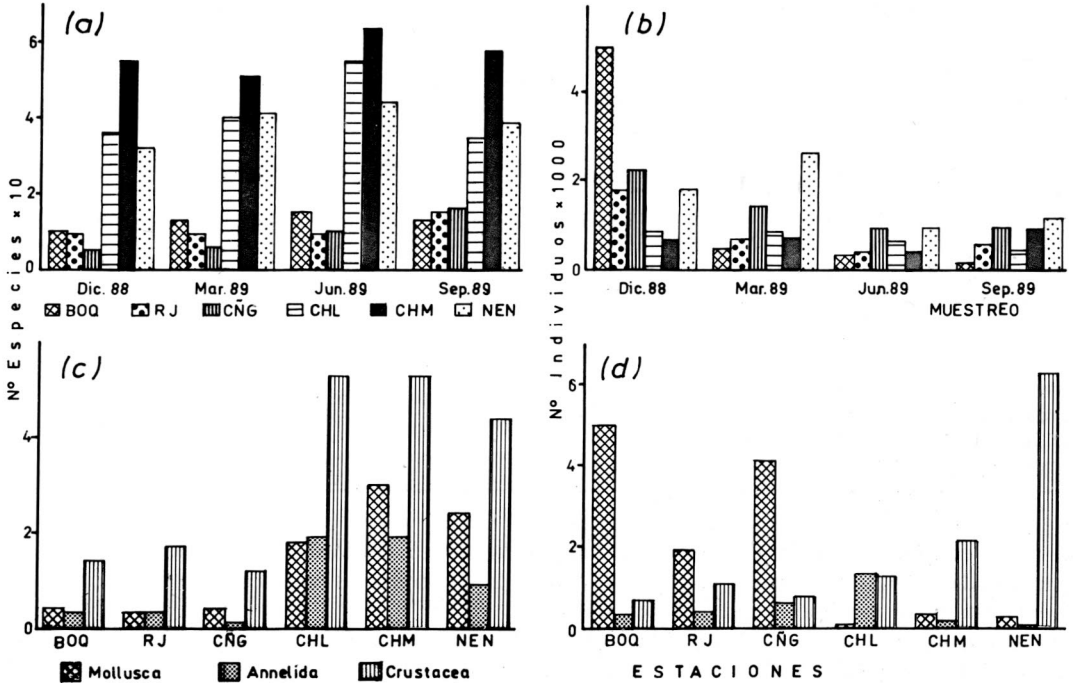 (a)
6
4
2
0
Dic. 88
Mar. 89
Jun. 89
Sep. 89
BOQ RJ CÑG CHL CHM NEN
(b)
4
2
0
Dic. 88
Mar. 89
Jun. 89
Sep. 89
MUESTREO
Nº Especies ×10
Nº Individuos ×1000
(c)
4
2
0
BOQ RJ CÑG CHL CHM NEN
Mollusca Annelida Crustacea
(d)
6
4
2
0
BOQ RJ CÑG CHL CHM NEN
ESTACIONES